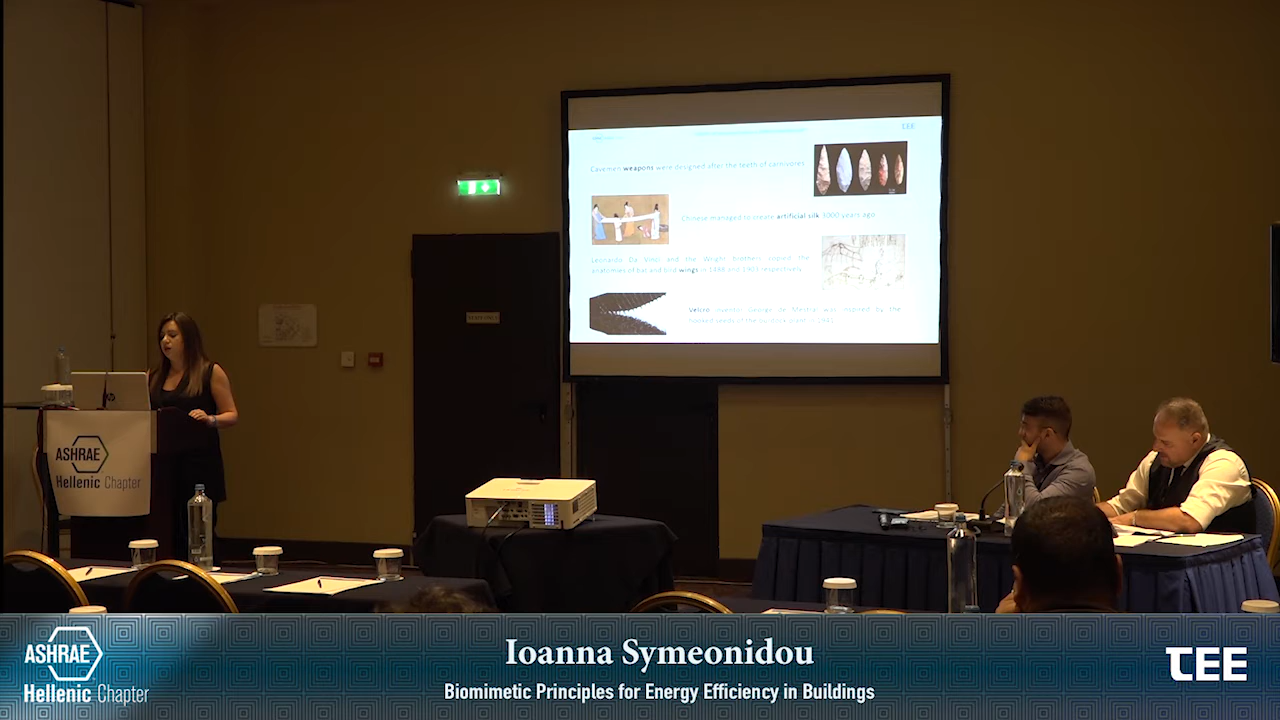 TEE
Cavemen weapons were designed after the teeth of carnivores
Chinese managed to create artificial silk 3000 years ago
Leonardo Da Vinci and the Wright brothers copied the
anatomies of bat and bird wings in 1488 and 1903 respectively
Velcro inventor George de Mestral was inspired by the
hooked seeds of the burdock plant in 1941
hp
ASHRAE
Hellenic Chapter
ASHRAE
Hellenic Chapter
Ioanna Symeonidou
Biomimetic Principles for Energy Efficiency in Buildings
TEE